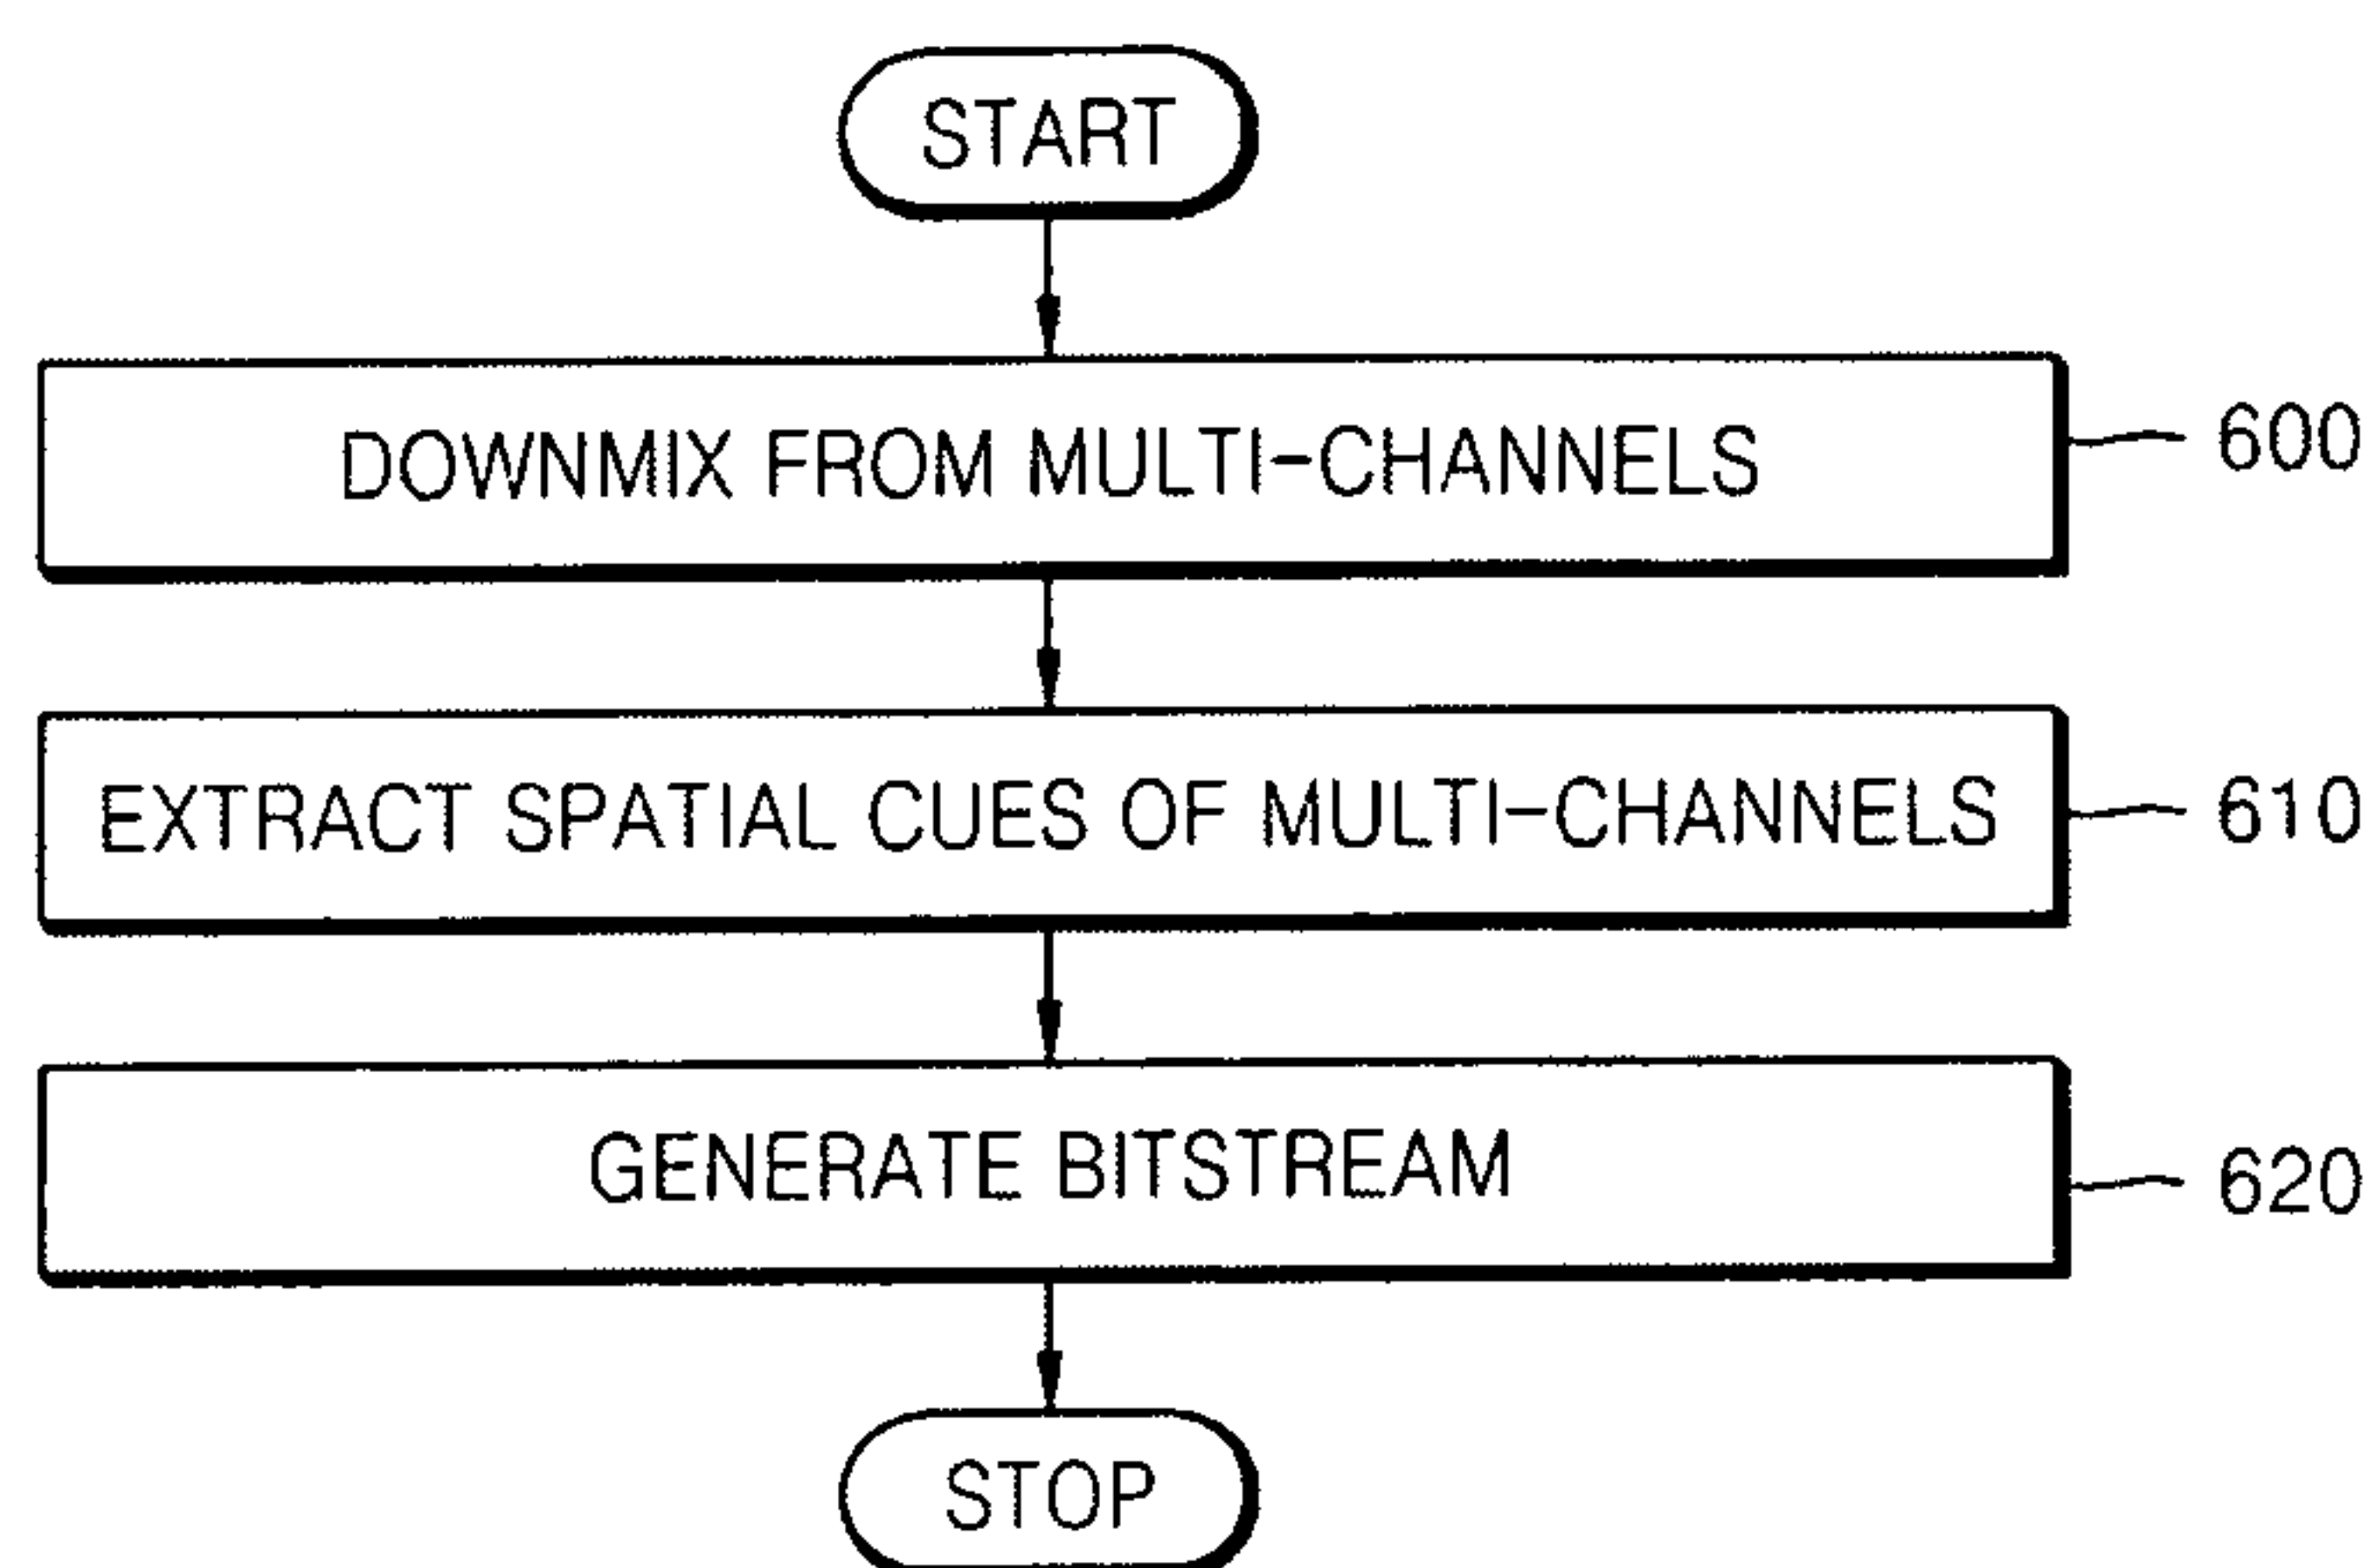 START
DOWNMIX FROM MULTI-CHANNELS
600
EXTRACT SPATIAL CUES OF MULTI-CHANNELS
610
GENERATE BITSTREAM
620
STOP